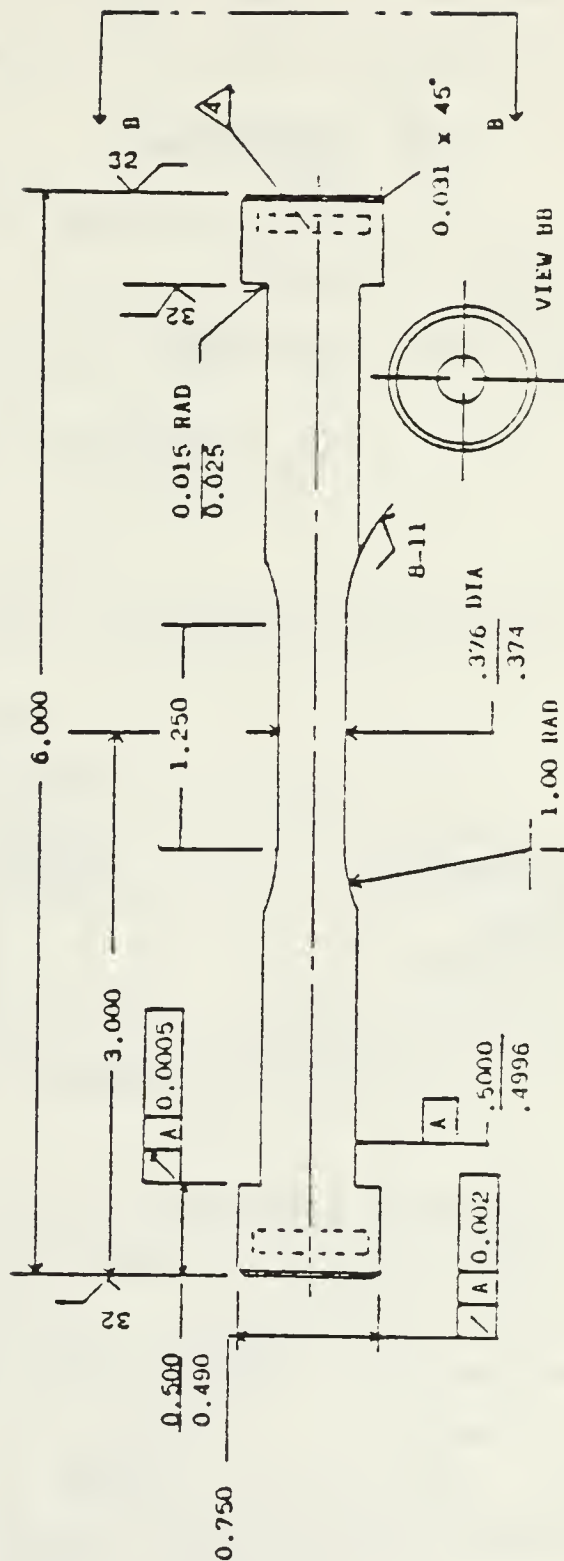 6.000
3.000
1.250
0.0005
A
32
32
32
0.500
0.490
0.750
0.015 RAD
0.025
4
0.031 x 45°
B
B
VIEW BB
8-11
.376 DIA
.374
1.00 RAD
A
.5000
.4996
A
0.002